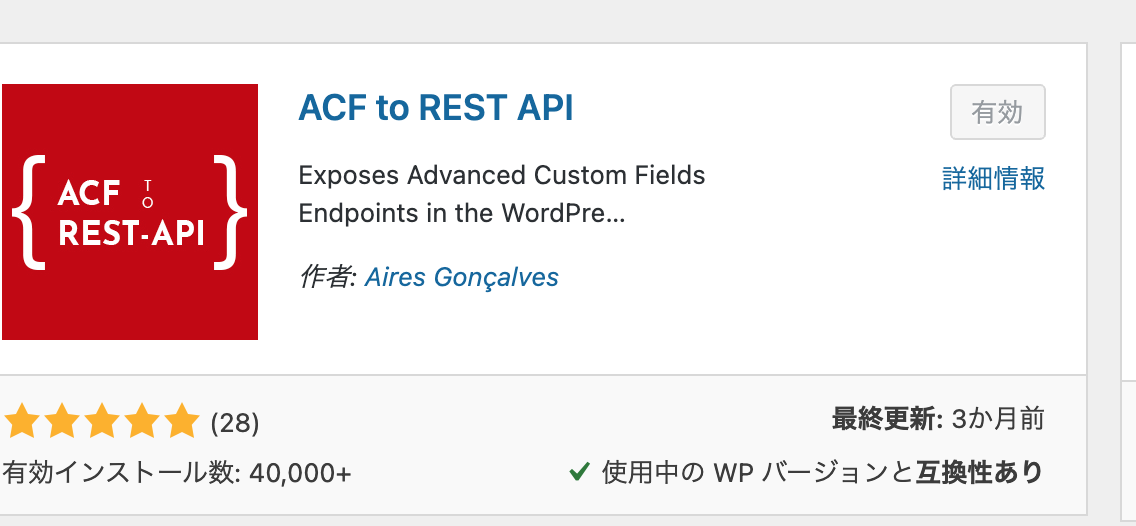 { ACF TO
REST-API }
ACF to REST API
有効
詳細情報
Exposes Advanced Custom Fields
Endpoints in the WordPre...
作者: Aires Gonçalves
(28)
有効インストール数: 40,000+
最終更新: 3か月前
使用中の WP バージョンと互換性あり